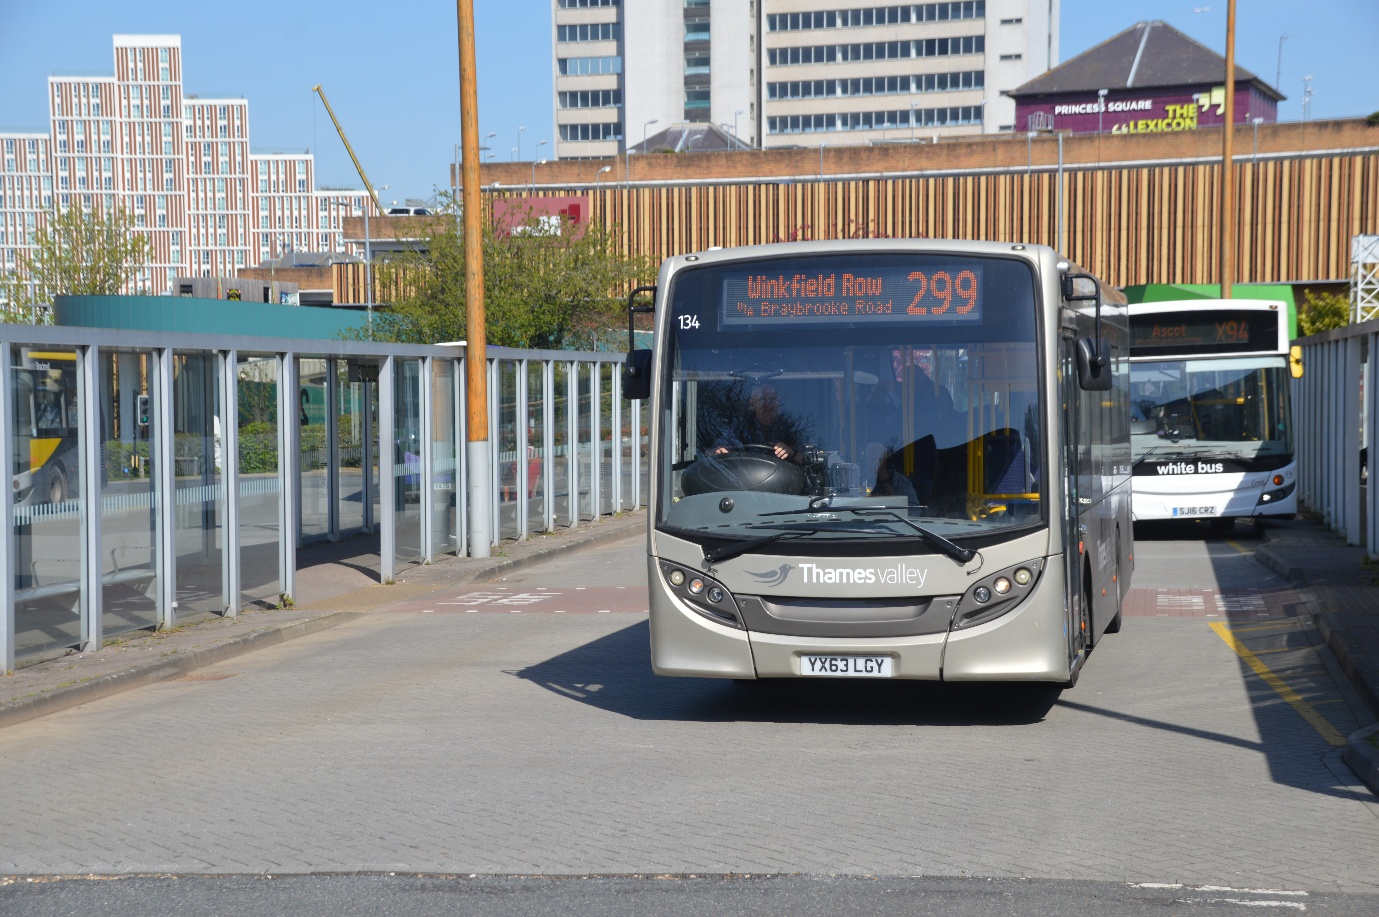 PRINCESS SQUARE
THE
LEXICON
Winkfield Row
299
Via Braybrooke Road
134
Ascot
X94
white bus
SJ16 CRZ
Thames valley
YX63 LGY